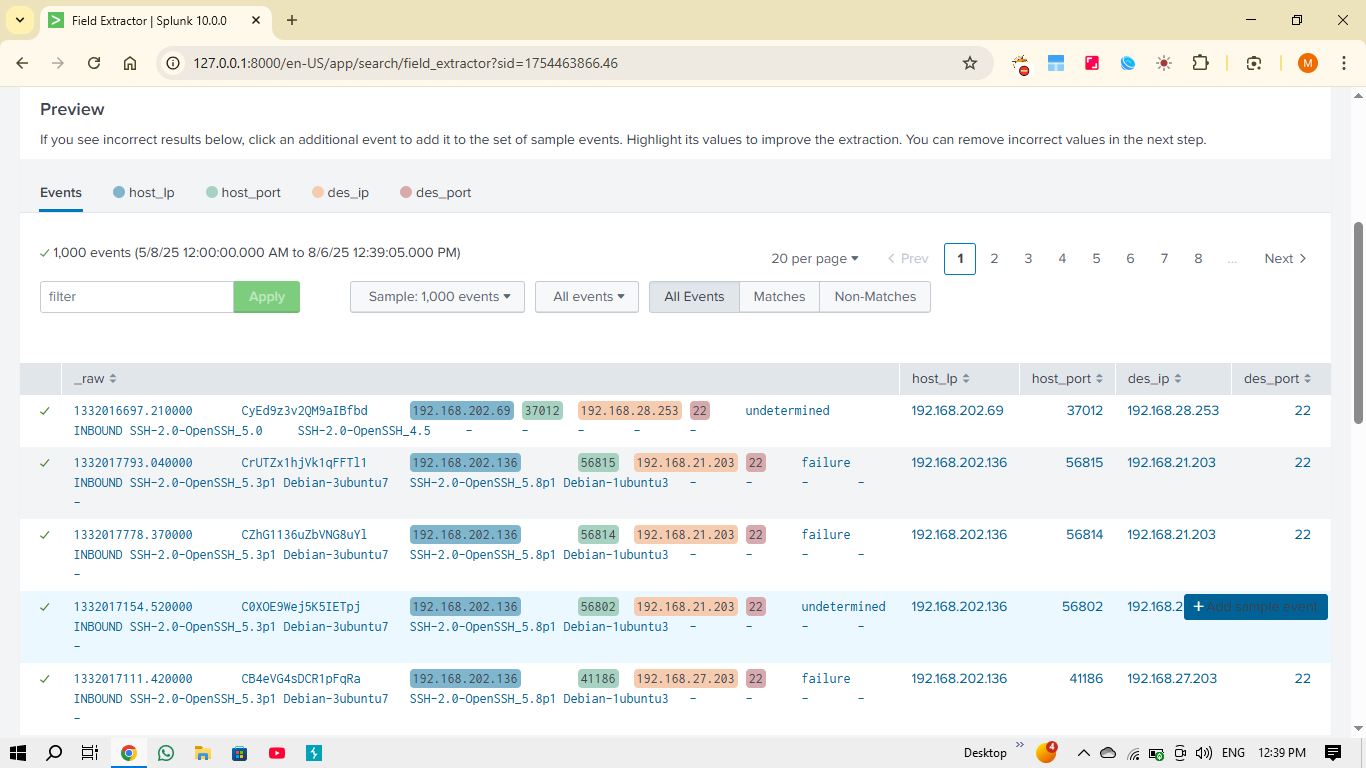 Field Extractor | Splunk 10.0.0
127.0.0.1:8000/en-US/app/search/field_extractor?sid=1754463866.46
M
Preview
If you see incorrect results below, click an additional event to add it to the set of sample events. Highlight its values to improve the extraction. You can remove incorrect values in the next step.
Events host_Ip host_port des_ip des_port
1,000 events (5/8/25 12:00:00.000 AM to 8/6/25 12:39:05.000 PM)
20 per page Prev 1 2 3 4 5 6 7 8 ... Next
filter Apply Sample: 1,000 events All events All Events Matches Non-Matches
_raw host_Ip host_port des_ip des_port
1332016697.210000 CyEd9z3v2QM9aIBfbd 192.168.202.69 37012 192.168.28.253 22 undetermined 192.168.202.69 37012 192.168.28.253 22
INBOUND SSH-2.0-OpenSSH_5.0 SSH-2.0-OpenSSH_4.5 - - - - -
1332017793.040000 CrUTZx1hjVk1qFFTl1 192.168.202.136 56815 192.168.21.203 22 failure 192.168.202.136 56815 192.168.21.203 22
INBOUND SSH-2.0-OpenSSH_5.3p1 Debian-3ubuntu7 SSH-2.0-OpenSSH_5.8p1 Debian-1ubuntu3 - - - -
-
1332017778.370000 CZhG1136uZbVNG8uYl 192.168.202.136 56814 192.168.21.203 22 failure 192.168.202.136 56814 192.168.21.203 22
INBOUND SSH-2.0-OpenSSH_5.3p1 Debian-3ubuntu7 SSH-2.0-OpenSSH_5.8p1 Debian-1ubuntu3 - - - -
-
1332017154.520000 C0XOE9Wej5K5IETpj 192.168.202.136 56802 192.168.21.203 22 undetermined 192.168.202.136 56802 192.168.2 + Add sample event
INBOUND SSH-2.0-OpenSSH_5.3p1 Debian-3ubuntu7 SSH-2.0-OpenSSH_5.8p1 Debian-1ubuntu3 - - - -
-
1332017111.420000 CB4eVG4sDCR1pFqRa 192.168.202.136 41186 192.168.27.203 22 failure 192.168.202.136 41186 192.168.27.203 22
INBOUND SSH-2.0-OpenSSH_5.3p1 Debian-3ubuntu7 SSH-2.0-OpenSSH_5.8p1 Debian-1ubuntu3 - - - -
-
Desktop 4 ENG 12:39 PM